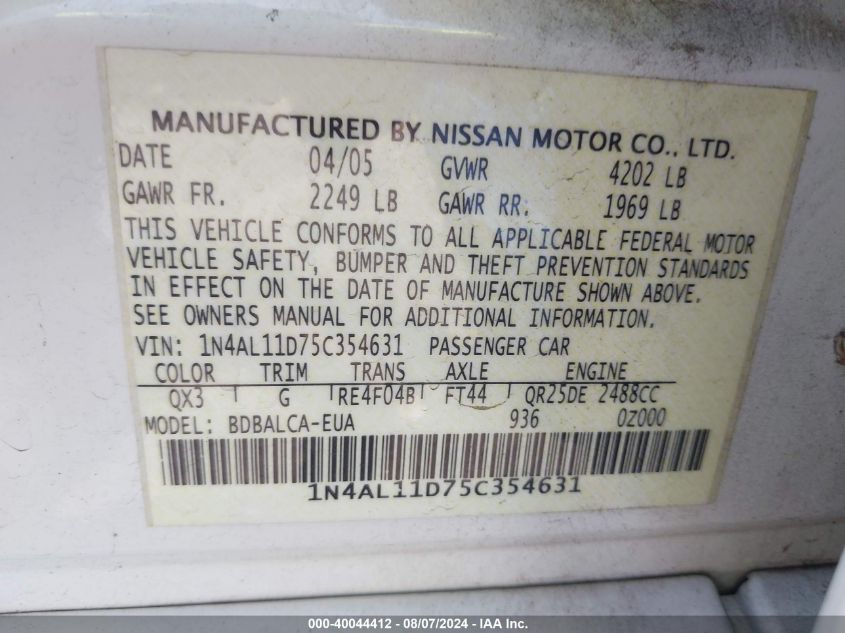 MANUFACTURED BY NISSAN MOTOR CO., LTD.
DATE 04/05 GVWR 4202 LB
GAWR FR. 2249 LB GAWR RR. 1969 LB
THIS VEHICLE CONFORMS TO ALL APPLICABLE FEDERAL MOTOR
VEHICLE SAFETY, BUMPER AND THEFT PREVENTION STANDARDS
IN EFFECT ON THE DATE OF MANUFACTURE SHOWN ABOVE.
SEE OWNERS MANUAL FOR ADDITIONAL INFORMATION.
VIN: 1N4AL11D75C354631 PASSENGER CAR
COLOR TRIM TRANS AXLE ENGINE
QX3 G RE4F04B FT44 QR25DE 2488CC
MODEL: BDBALCA-EUA 936 0Z000
1N4AL11D75C354631
000-40044412 - 08/07/2024 - IAA Inc.